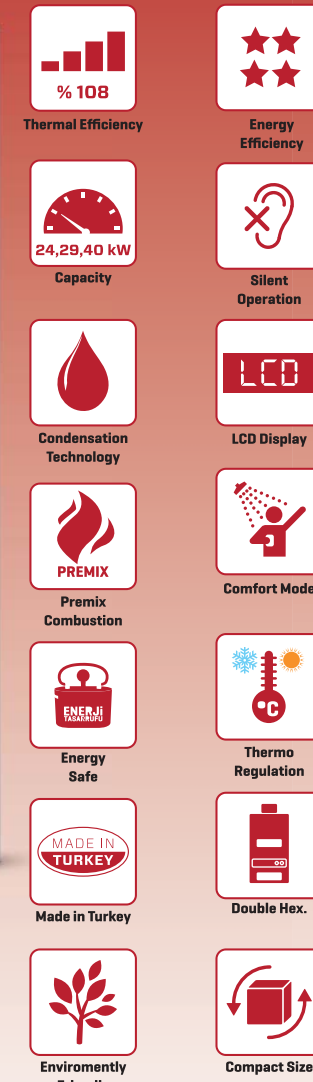 % 108
Thermal Efficiency
Energy
Efficiency
24,29,40 kW
Capacity
Silent
Operation
Condensation
Technology
LCD
LCD Display
PREMIX
Premix
Combustion
Comfort Mode
ENERJİ
TASARRUFU
Energy
Safe
°C
Thermo
Regulation
MADE IN
TURKEY
Made in Turkey
Double Hex.
Enviromently
Compact Size